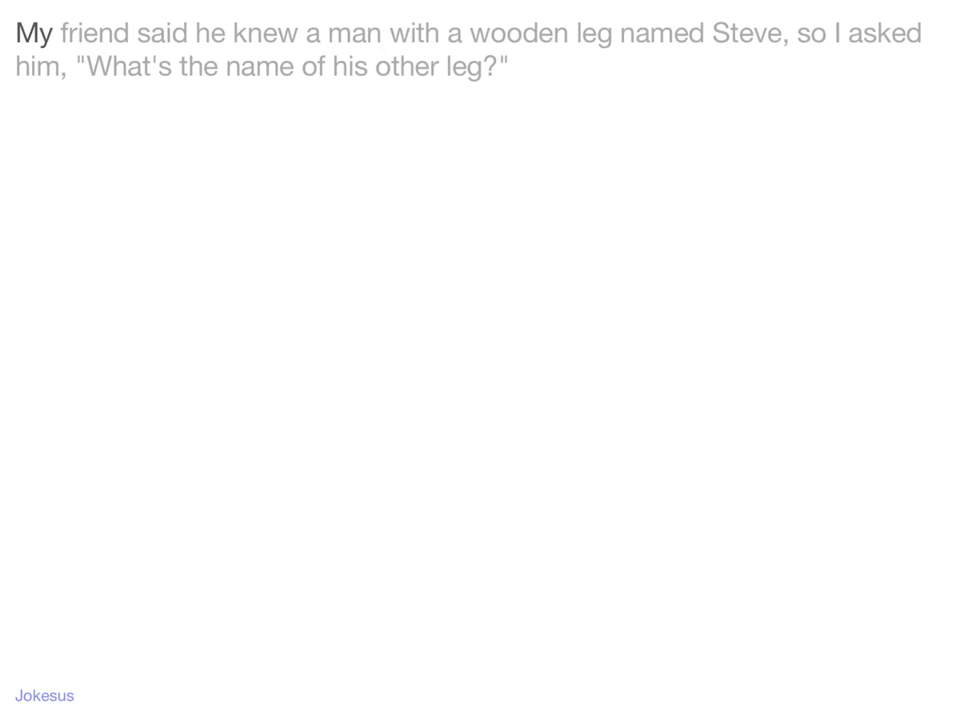 My friend said he knew a man with a wooden leg named Steve, so I asked
him, "What's the name of his other leg?"
Jokesus